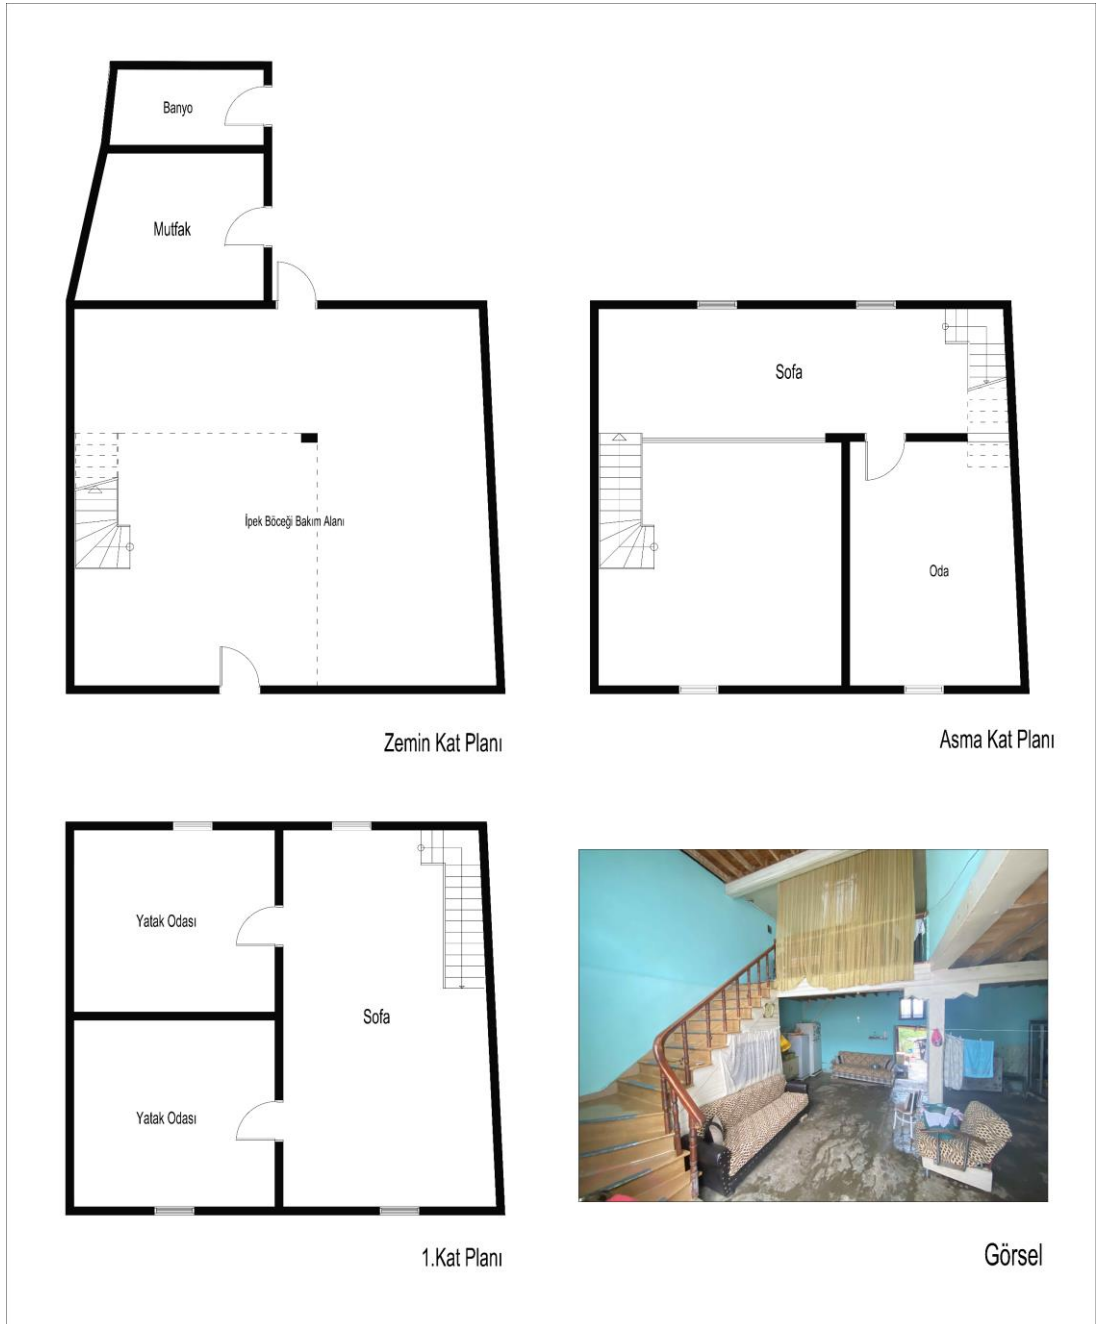 Banyo
Mutfak
İpek Böceği Bakım Alanı
Zemin Kat Planı
Sofa
Oda
Asma Kat Planı
Yatak Odası
Yatak Odası
Sofa
1.Kat Planı
Görsel